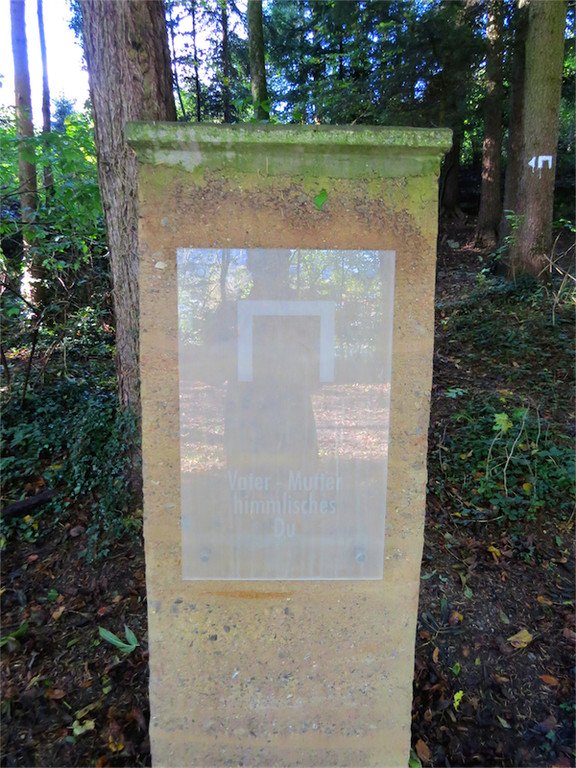 Vater - Mutter
himmlisches
Du